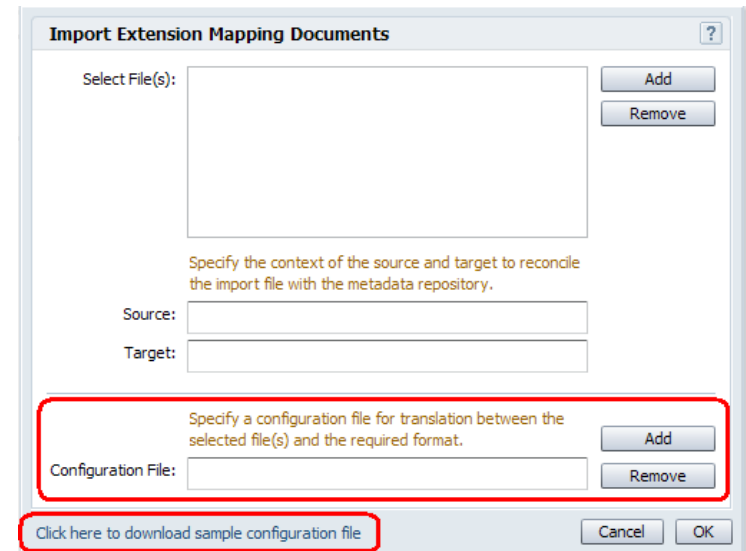 Import Extension Mapping Documents ?
Select File(s): Add
Remove
Specify the context of the source and target to reconcile
the import file with the metadata repository.
Source:
Target:
Specify a configuration file for translation between the
selected file(s) and the required format. Add
Configuration File: Remove
Click here to download sample configuration file Cancel OK